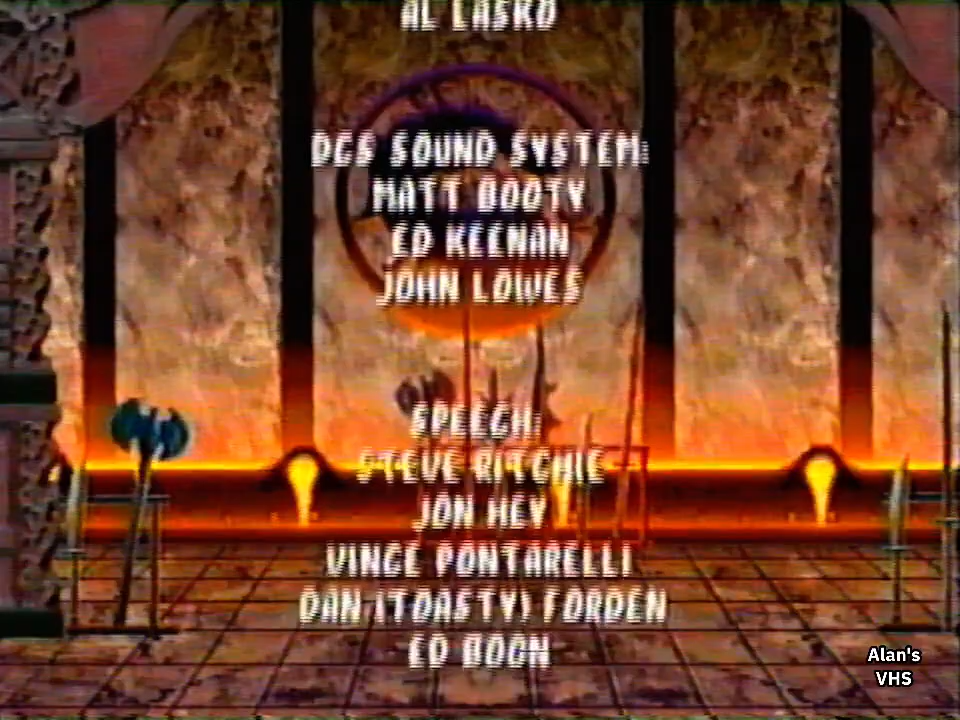 AL LASKO
DCS SOUND SYSTEM:
MATT BOOTY
ED KEENAN
JOHN LOWES
SPEECH:
STEVE RITCHIE
JON HEY
VINCE PONTARELLI
DAN (TOASTY) FORDEN
ED BOON
Alan's
VHS